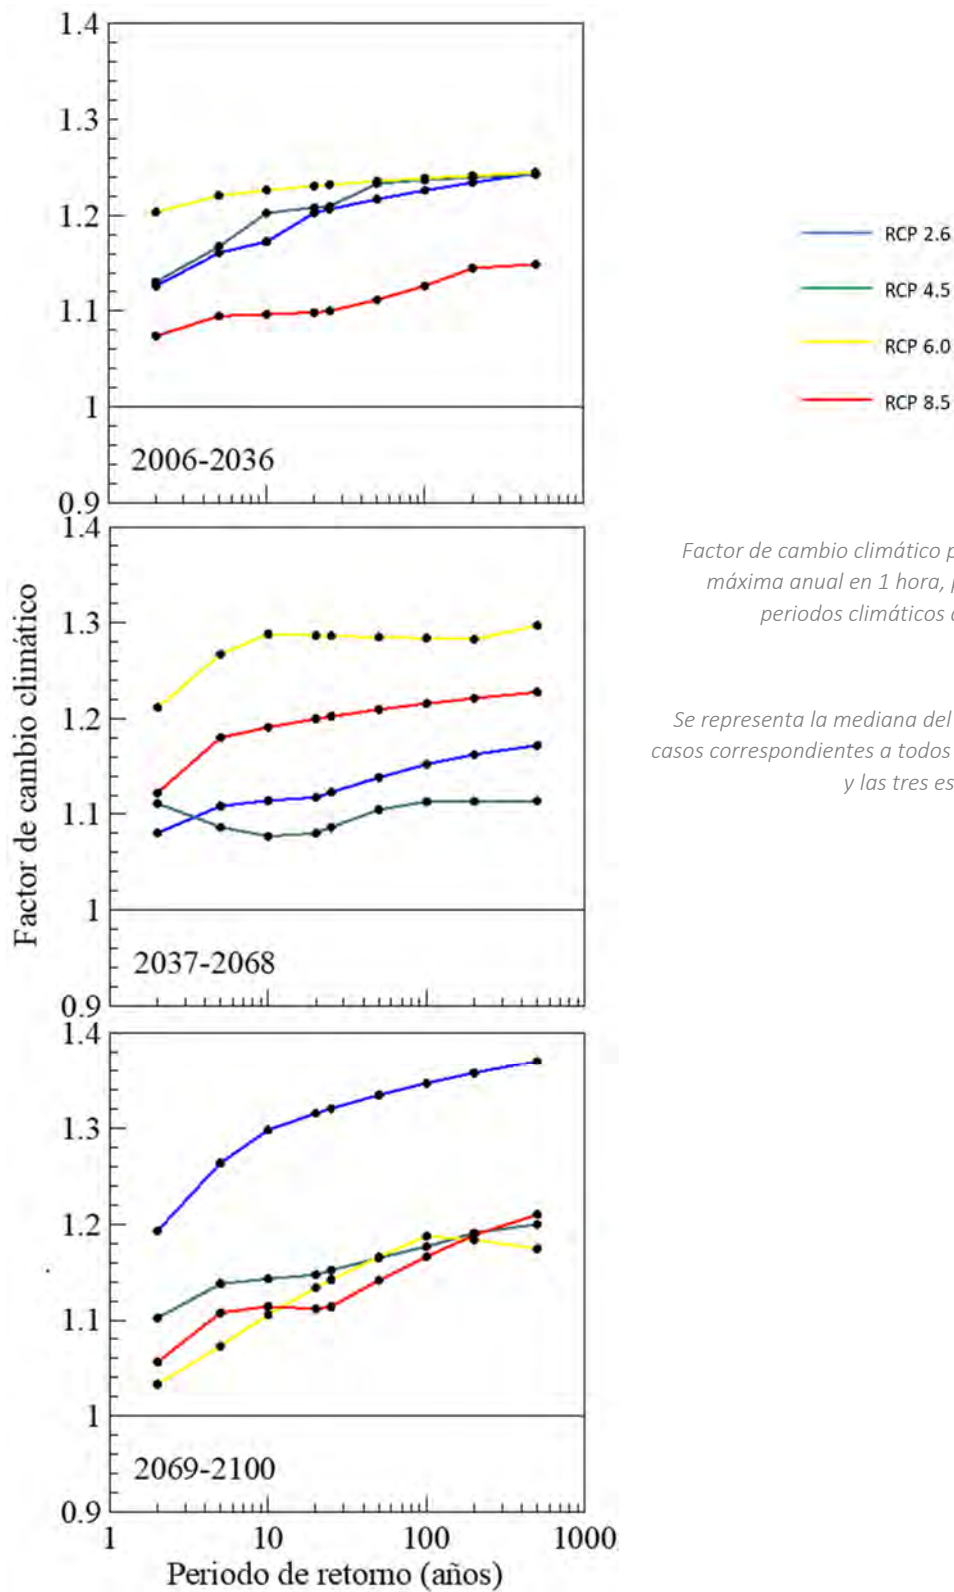 1.4
1.3
1.2
1.1
1
0.9
2006-2036
RCP 2.6
RCP 4.5
RCP 6.0
RCP 8.5
1.4
1.3
1.2
1.1
1
0.9
2037-2068
Factor de cambio climático
Factor de cambio climático
máxima anual en 1 hora,
periodos climáticos
Se representa la mediana del
casos correspondientes a todos
y las tres
1.4
1.3
1.2
1.1
1
0.9
2069-2100
1
10
100
1000
Periodo de retorno (años)